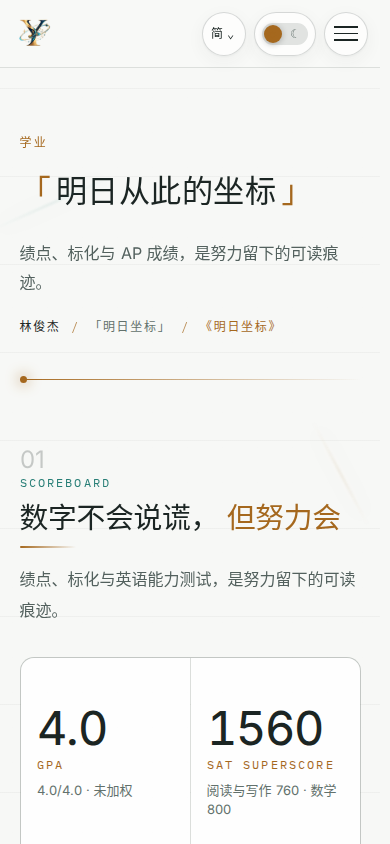 简
学业
「明日从此的坐标」
绩点、标化与 AP 成绩，是努力留下的可读痕
迹。
林俊杰 / 「明日坐标」 / 《明日坐标》
01
SCOREBOARD
数字不会说谎， 但努力会
绩点、标化与英语能力测试，是努力留下的可读
痕迹。
4.0
GPA
4.0/4.0 · 未加权
1560
SAT SUPERSCORE
阅读与写作 760 · 数学
800